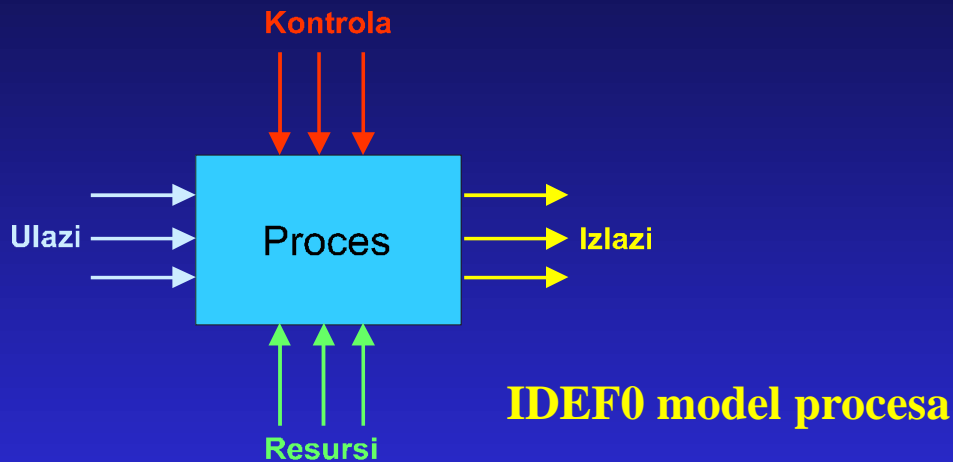 Kontrola
Ulazi
Proces
Izlazi
IDEF0 model procesa
Resursi